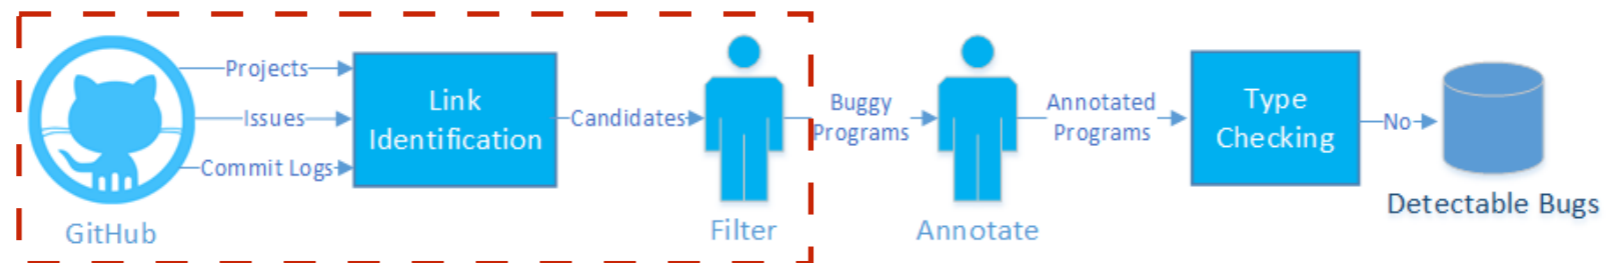 Projects
Issues
Commit Logs
GitHub
Link
Identification
Candidates
Filter
Buggy
Programs
Annotate
Annotated
Programs
Type
Checking
No
Detectable Bugs